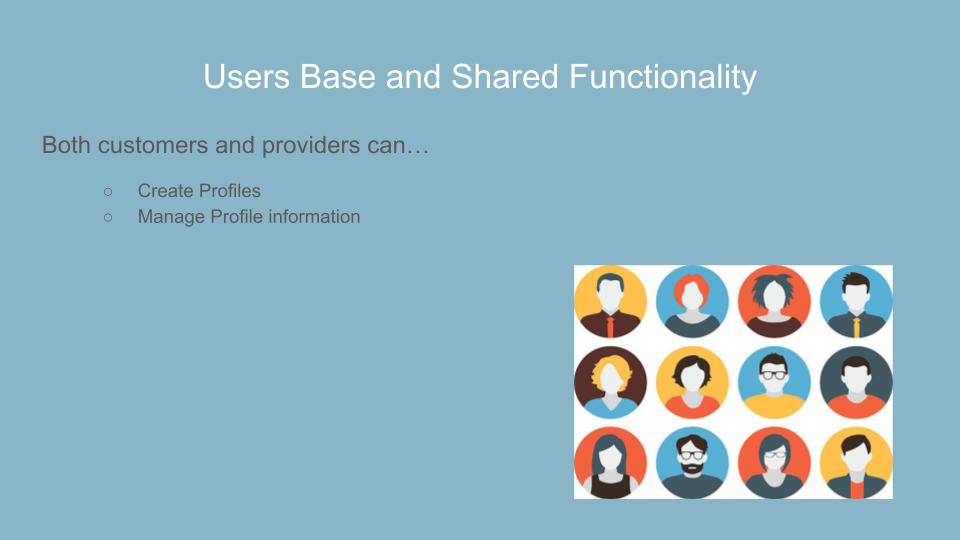 Users Base and Shared Functionality
Both customers and providers can…
○ Create Profiles
○ Manage Profile information